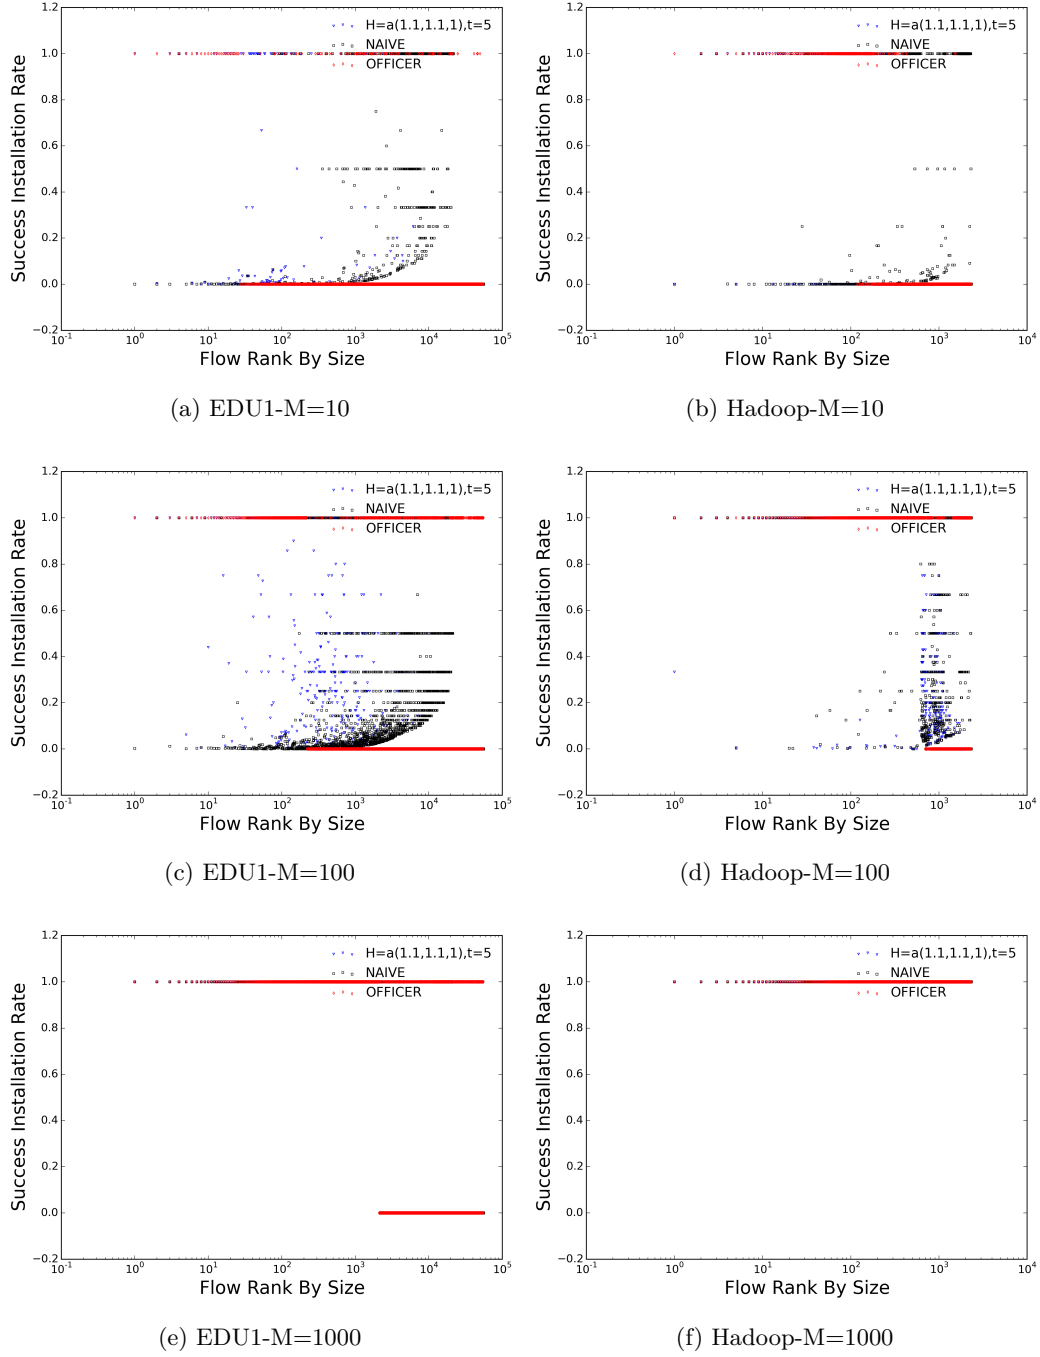 1.2
1.0
0.8
0.6
0.4
0.2
0.0
−0.2
10^-1 10^0 10^1 10^2 10^3 10^4 10^5
Success Installation Rate
Flow Rank By Size
H=a(1.1,1.1,1),t=5
NAIVE
OFFICER
(a) EDU1-M=10
1.2
1.0
0.8
0.6
0.4
0.2
0.0
−0.2
10^-1 10^0 10^1 10^2 10^3 10^4
Success Installation Rate
Flow Rank By Size
H=a(1.1,1.1,1),t=5
NAIVE
OFFICER
(b) Hadoop-M=10
1.2
1.0
0.8
0.6
0.4
0.2
0.0
−0.2
10^-1 10^0 10^1 10^2 10^3 10^4 10^5
Success Installation Rate
Flow Rank By Size
H=a(1.1,1.1,1),t=5
NAIVE
OFFICER
(c) EDU1-M=100
1.2
1.0
0.8
0.6
0.4
0.2
0.0
−0.2
10^-1 10^0 10^1 10^2 10^3 10^4
Success Installation Rate
Flow Rank By Size
H=a(1.1,1.1,1),t=5
NAIVE
OFFICER
(d) Hadoop-M=100
1.2
1.0
0.8
0.6
0.4
0.2
0.0
−0.2
10^-1 10^0 10^1 10^2 10^3 10^4 10^5
Success Installation Rate
Flow Rank By Size
H=a(1.1,1.1,1),t=5
NAIVE
OFFICER
(e) EDU1-M=1000
1.2
1.0
0.8
0.6
0.4
0.2
0.0
−0.2
10^-1 10^0 10^1 10^2 10^3 10^4
Success Installation Rate
Flow Rank By Size
H=a(1.1,1.1,1),t=5
NAIVE
OFFICER
(f) Hadoop-M=1000